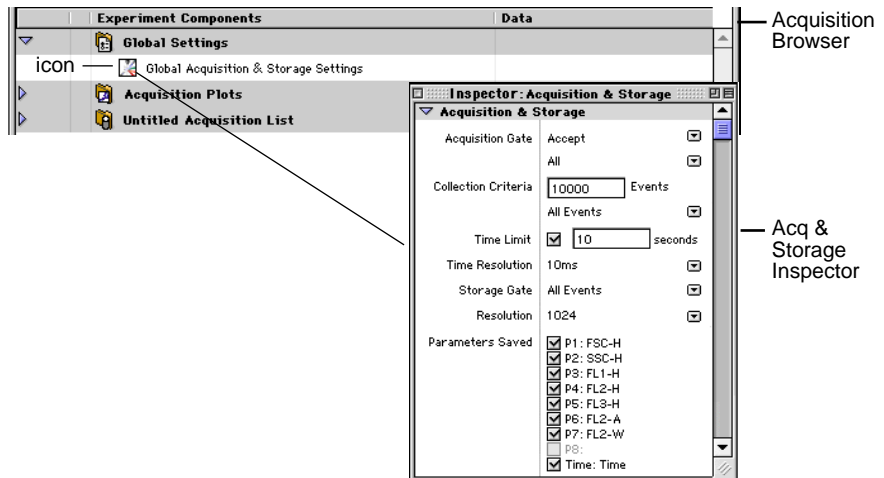 Experiment Components Data
Global Settings
Global Acquisition & Storage Settings
Acquisition Plots
Untitled Acquisition List
icon
Acquisition
Browser
Inspector: Acquisition & Storage
Acquisition & Storage
Acquisition Gate Accept
All
Collection Criteria 10000 Events
All Events
Time Limit 10 seconds
Time Resolution 10ms
Storage Gate All Events
Resolution 1024
Parameters Saved P1: FSC-H
P2: SSC-H
P3: FL1-H
P4: FL2-H
P5: FL3-H
P6: FL2-A
P7: FL2-W
P8:
Time: Time
Acq &
Storage
Inspector